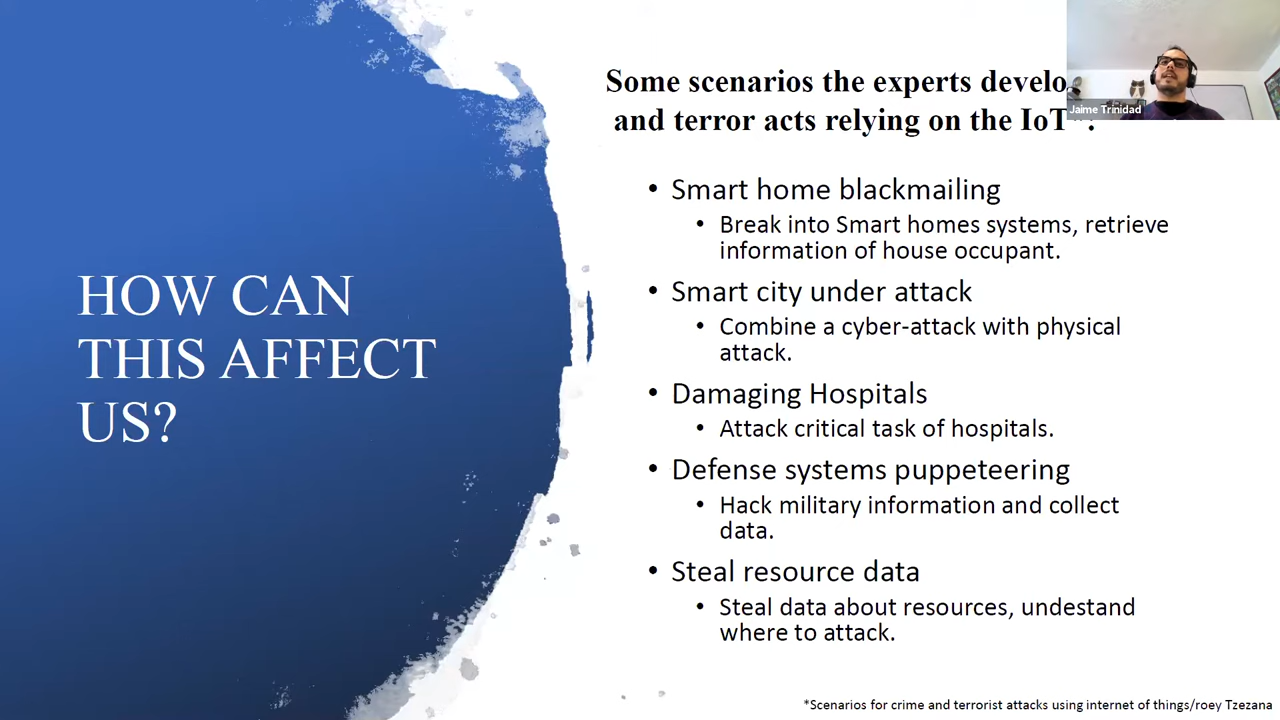 HOW CAN
THIS AFFECT
US?
Some scenarios the experts
and terror acts relying on the IoT*:
Jaime Trinidad
• Smart home blackmailing
• Break into Smart homes systems, retrieve
information of house occupant.
• Smart city under attack
• Combine a cyber-attack with physical
attack.
• Damaging Hospitals
• Attack critical task of hospitals.
• Defense systems puppeteering
• Hack military information and collect
data.
• Steal resource data
• Steal data about resources, undestand
where to attack.
*Scenarios for crime and terrorist attacks using internet of things/roey Tzezana